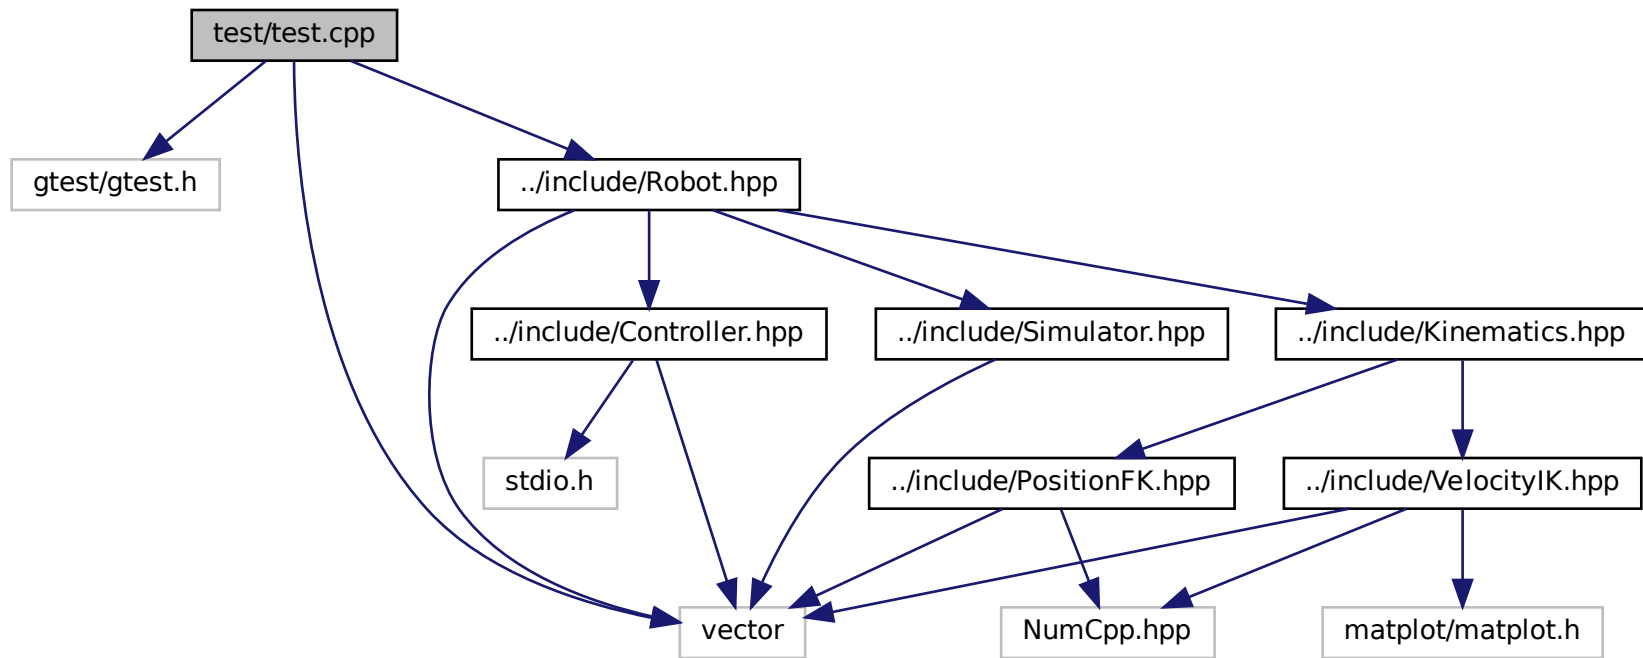 test/test.cpp
gtest/gtest.h
../include/Robot.hpp
../include/Controller.hpp
../include/Simulator.hpp
../include/Kinematics.hpp
stdio.h
../include/PositionFK.hpp
../include/VelocityIK.hpp
vector
NumCpp.hpp
matplot/matplot.h